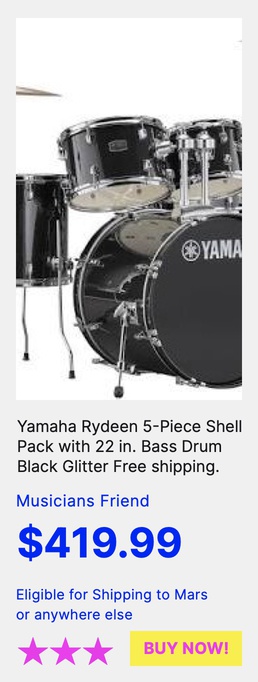 YAMA
Yamaha Rydeen 5-Piece Shell
Pack with 22 in. Bass Drum
Black Glitter Free shipping.
Musicians Friend
$419.99
Eligible for Shipping to Mars
or anywhere else
BUY NOW!